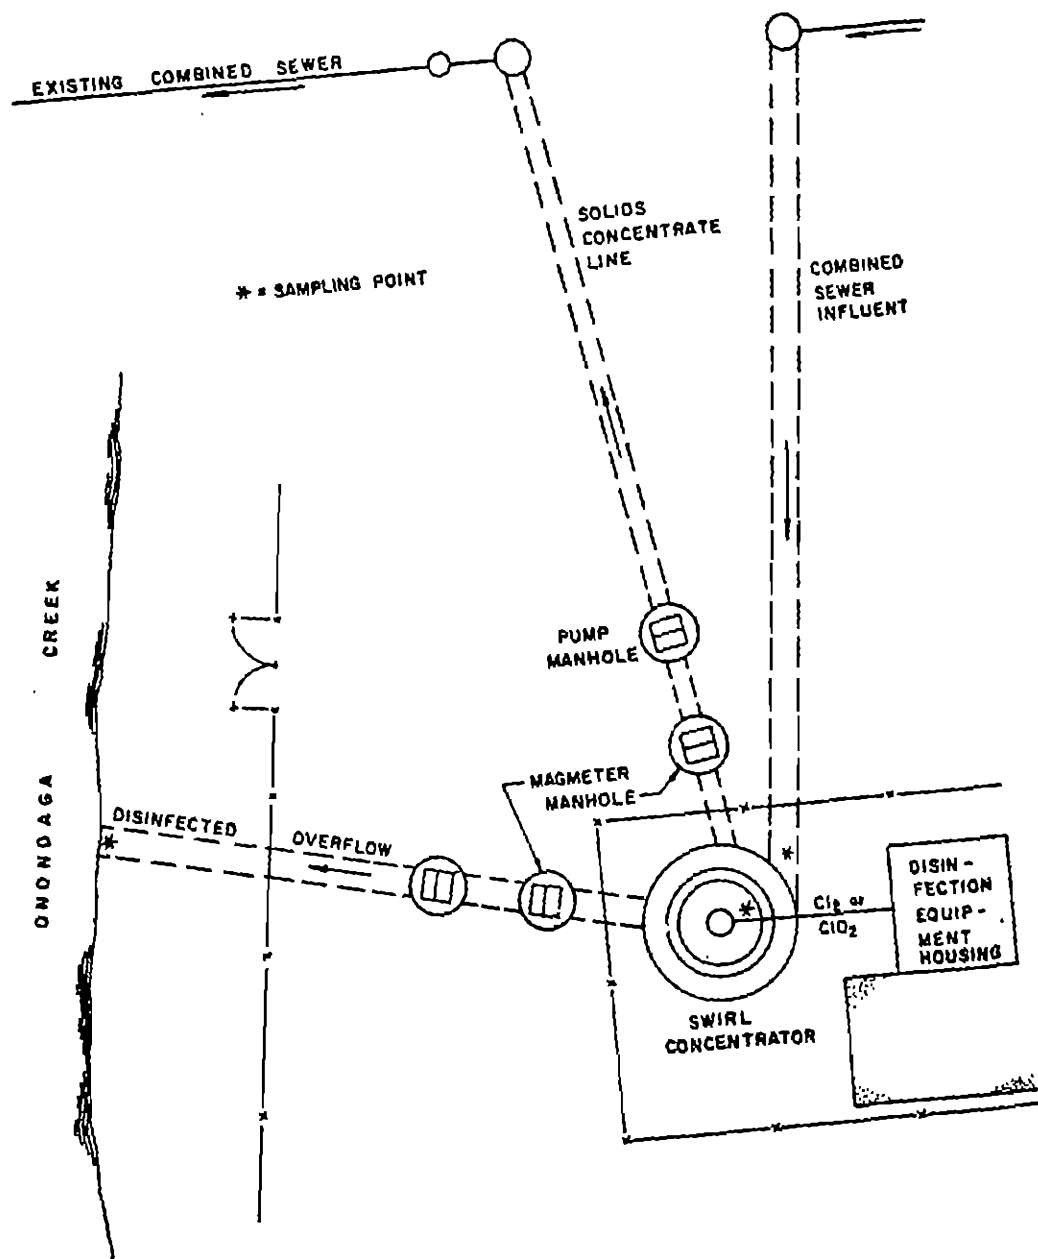 EXISTING COMBINED SEWER
SOLIDS
CONCENTRATE
LINE
COMBINED
SEWER
INFLUENT
* = SAMPLING POINT
ONONDAGA CREEK
PUMP
MANHOLE
MAGMETER
MANHOLE
DISINFECTED OVERFLOW
Cl₂ or
ClO₂
DISIN-
FECTION
EQUIP-
MENT
HOUSING
SWIRL
CONCENTRATOR